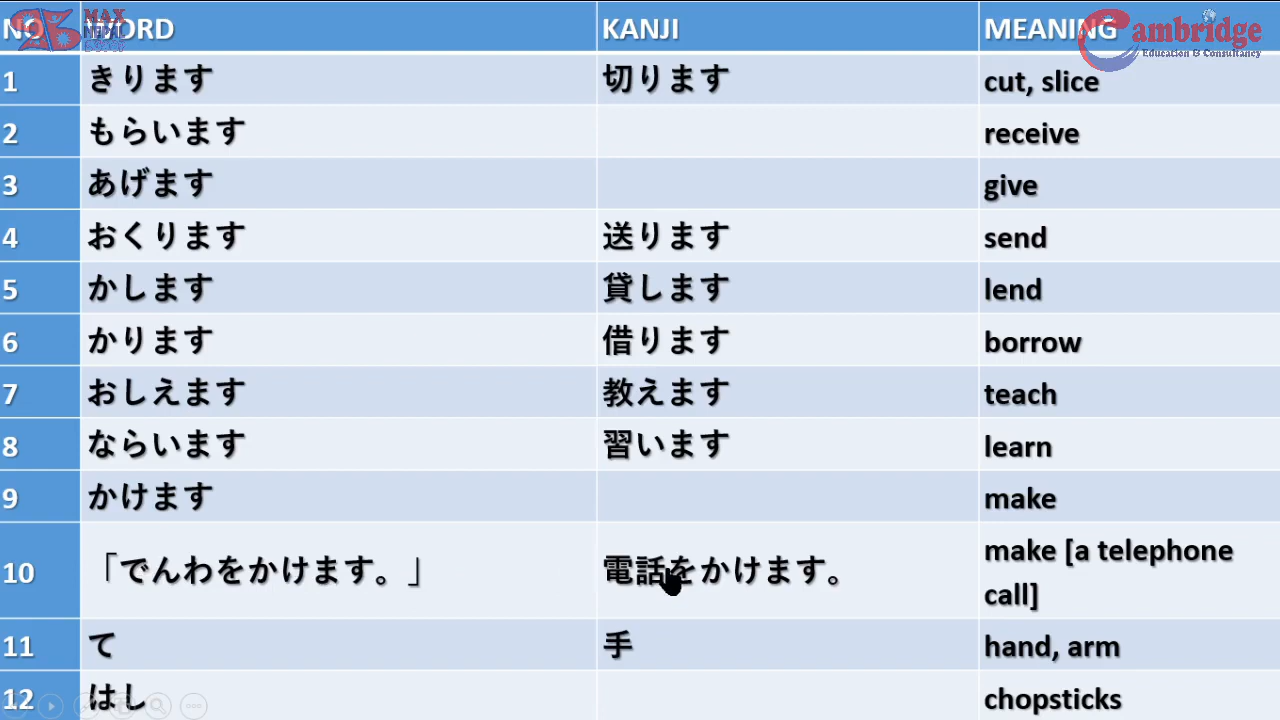 NO WORD KANJI MEANING
MAX
NEPAL
Cambridge
Education & Consultancy
1 きります 切ります cut, slice
2 もらいます receive
3 あげます give
4 おくります 送ります send
5 かします 貸します lend
6 かります 借ります borrow
7 おしえます 教えます teach
8 ならいます 習います learn
9 かけます make
10 「でんわをかけます。」 電話をかけます。 make [a telephone
call]
11 て 手 hand, arm
12 はし chopsticks